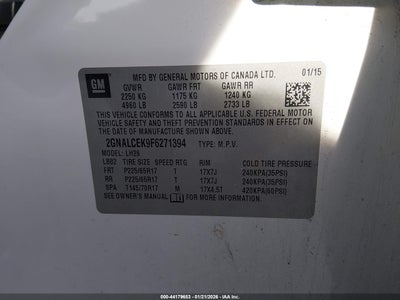 GM
MFD BY GENERAL MOTORS OF CANADA LTD.
01/15
GVWR GAWR FRT GAWR RR
2250 KG 1175 KG 1240 KG
4960 LB 2590 LB 2733 LB
THIS VEHICLE CONFORMS TO ALL APPLICABLE U.S. FEDERAL MOTOR
VEHICLE SAFETY, BUMPER, AND THEFT PREVENTION STANDARDS IN
EFFECT ON THE DATE OF MANUFACTURE SHOWN ABOVE.
2GNALCEK9F6271394 TYPE: M.P.V.
MODEL: LH26
TIRE SIZE SPEED RTG RIM COLD TIRE PRESSURE
FRT P225/65R17 T 17X7J 240KPA(35PSI)
RR P225/65R17 T 17X7J 240KPA(35PSI)
SPA T145/70R17 M 17X4.5T 420KPA(60PSI)
SEE OWNER MANUAL FOR MORE INFORMATION.
000-44179653 - 01/21/2026 - IAAI